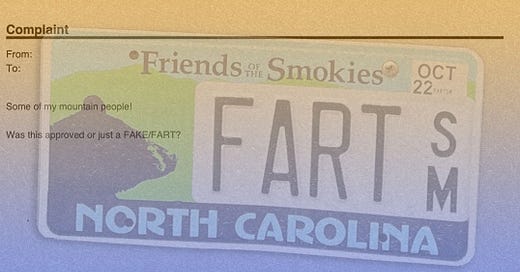 Complaint
From:
To:
Some of my mountain people!
Was this approved or just a FAKE/FART?
Friends OF THE Smokies
OCT
22
FART SM
NORTH CAROLINA